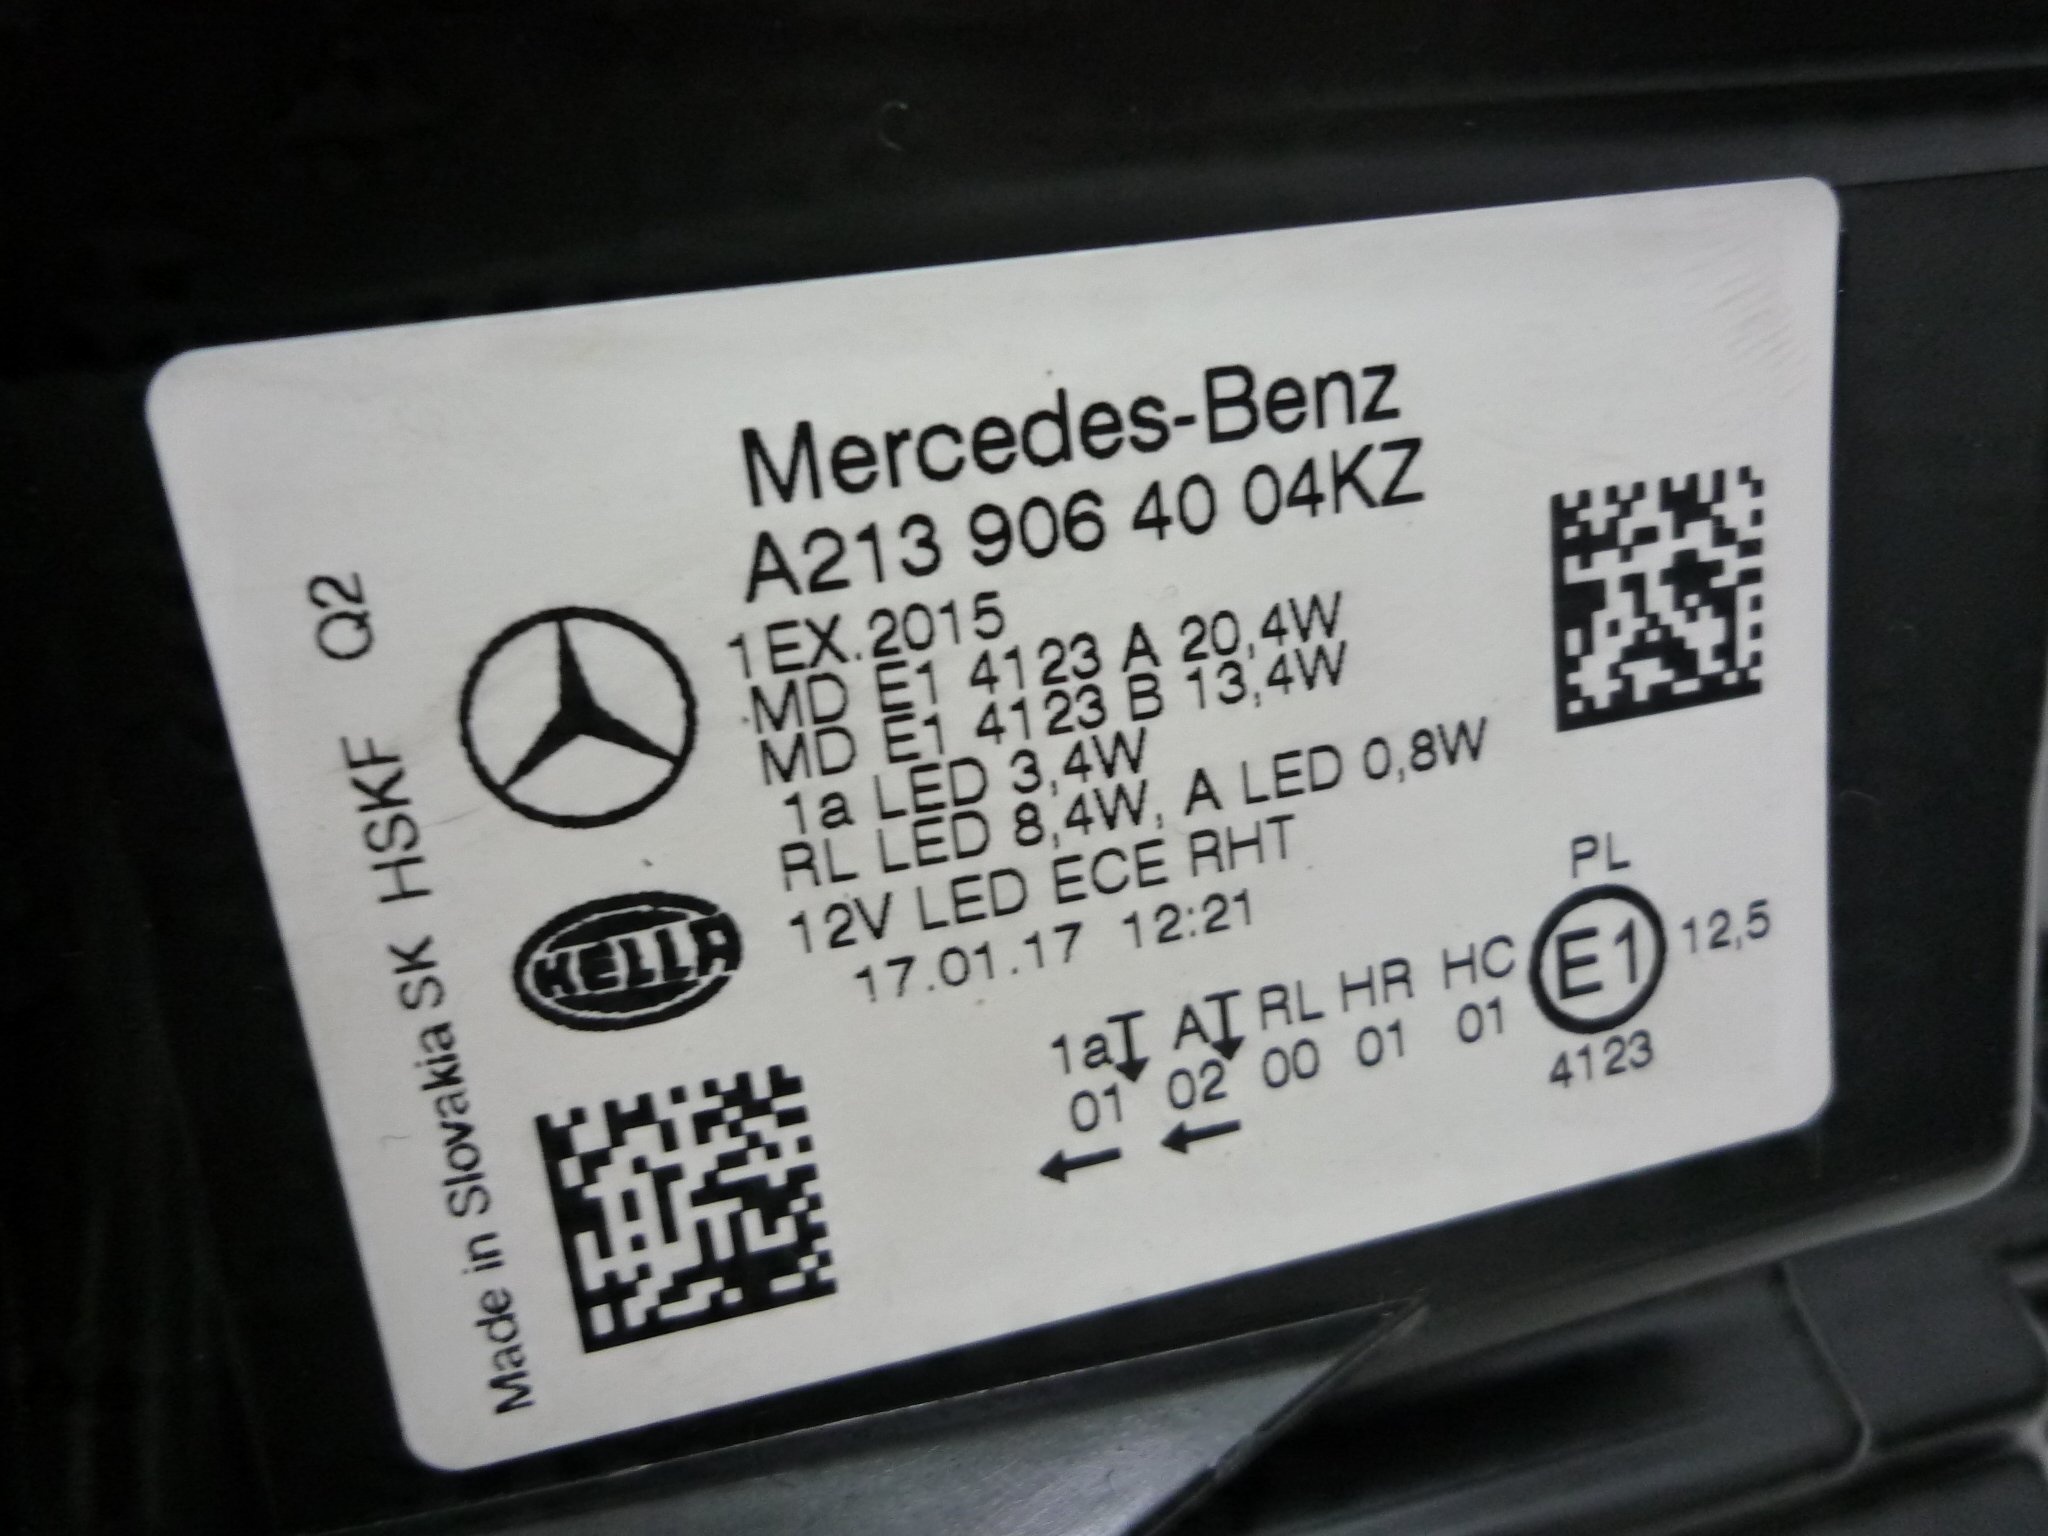 Mercedes-Benz
A213 906 40 04KZ
1EX.2015
MD E1 4123 A 20,4W
MD E1 4123 B 13,4W
1a LED 3,4W
RL LED 8,4W, A LED 0,8W
12V LED ECE RHT
17.01.17 12:21
HELLA
Made in Slovakia SK HSKF Q2
PL
1a A RL HR HC E1 12,5
01 02 00 01 01
4123